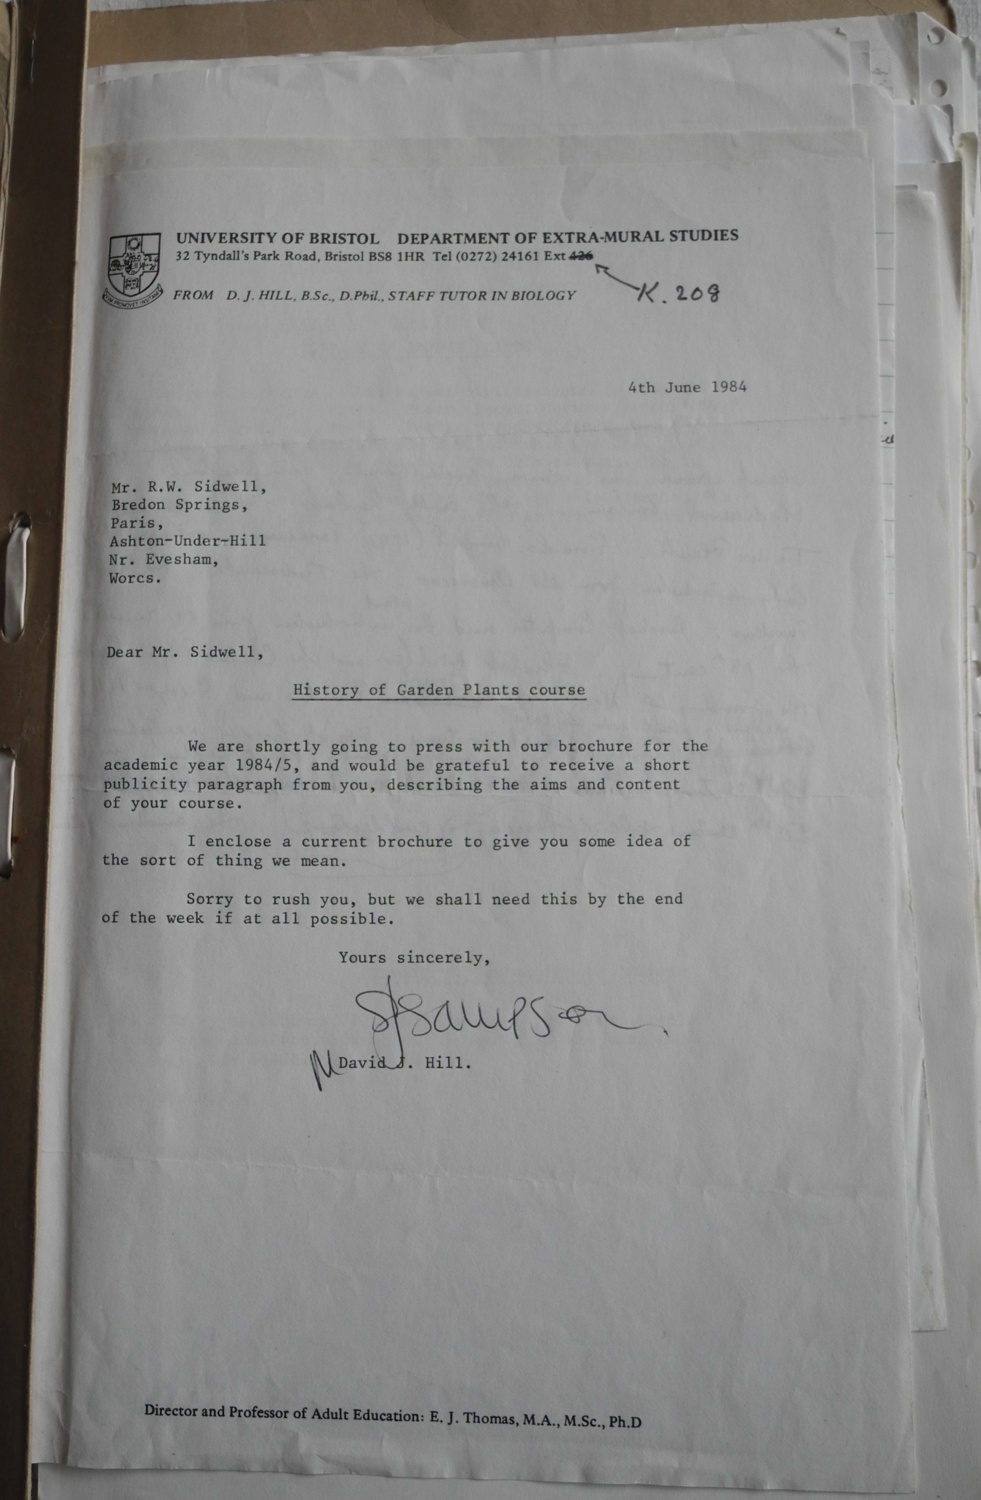 UNIVERSITY OF BRISTOL DEPARTMENT OF EXTRA-MURAL STUDIES
32 Tyndall's Park Road, Bristol BS8 1HR Tel (0272) 24161 Ext 426
FROM D. J. HILL, B.Sc., D.Phil., STAFF TUTOR IN BIOLOGY
K. 208
4th June 1984
Mr. R.W. Sidwell,
Bredon Springs,
Paris,
Ashton-Under-Hill
Nr. Evesham,
Worcs.
Dear Mr. Sidwell,
History of Garden Plants course
We are shortly going to press with our brochure for the
academic year 1984/5, and would be grateful to receive a short
publicity paragraph from you, describing the aims and content
of your course.
I enclose a current brochure to give you some idea of
the sort of thing we mean.
Sorry to rush you, but we shall need this by the end
of the week if at all possible.
Yours sincerely,
SJSampson.
David J. Hill.
Director and Professor of Adult Education: E. J. Thomas, M.A., M.Sc., Ph.D